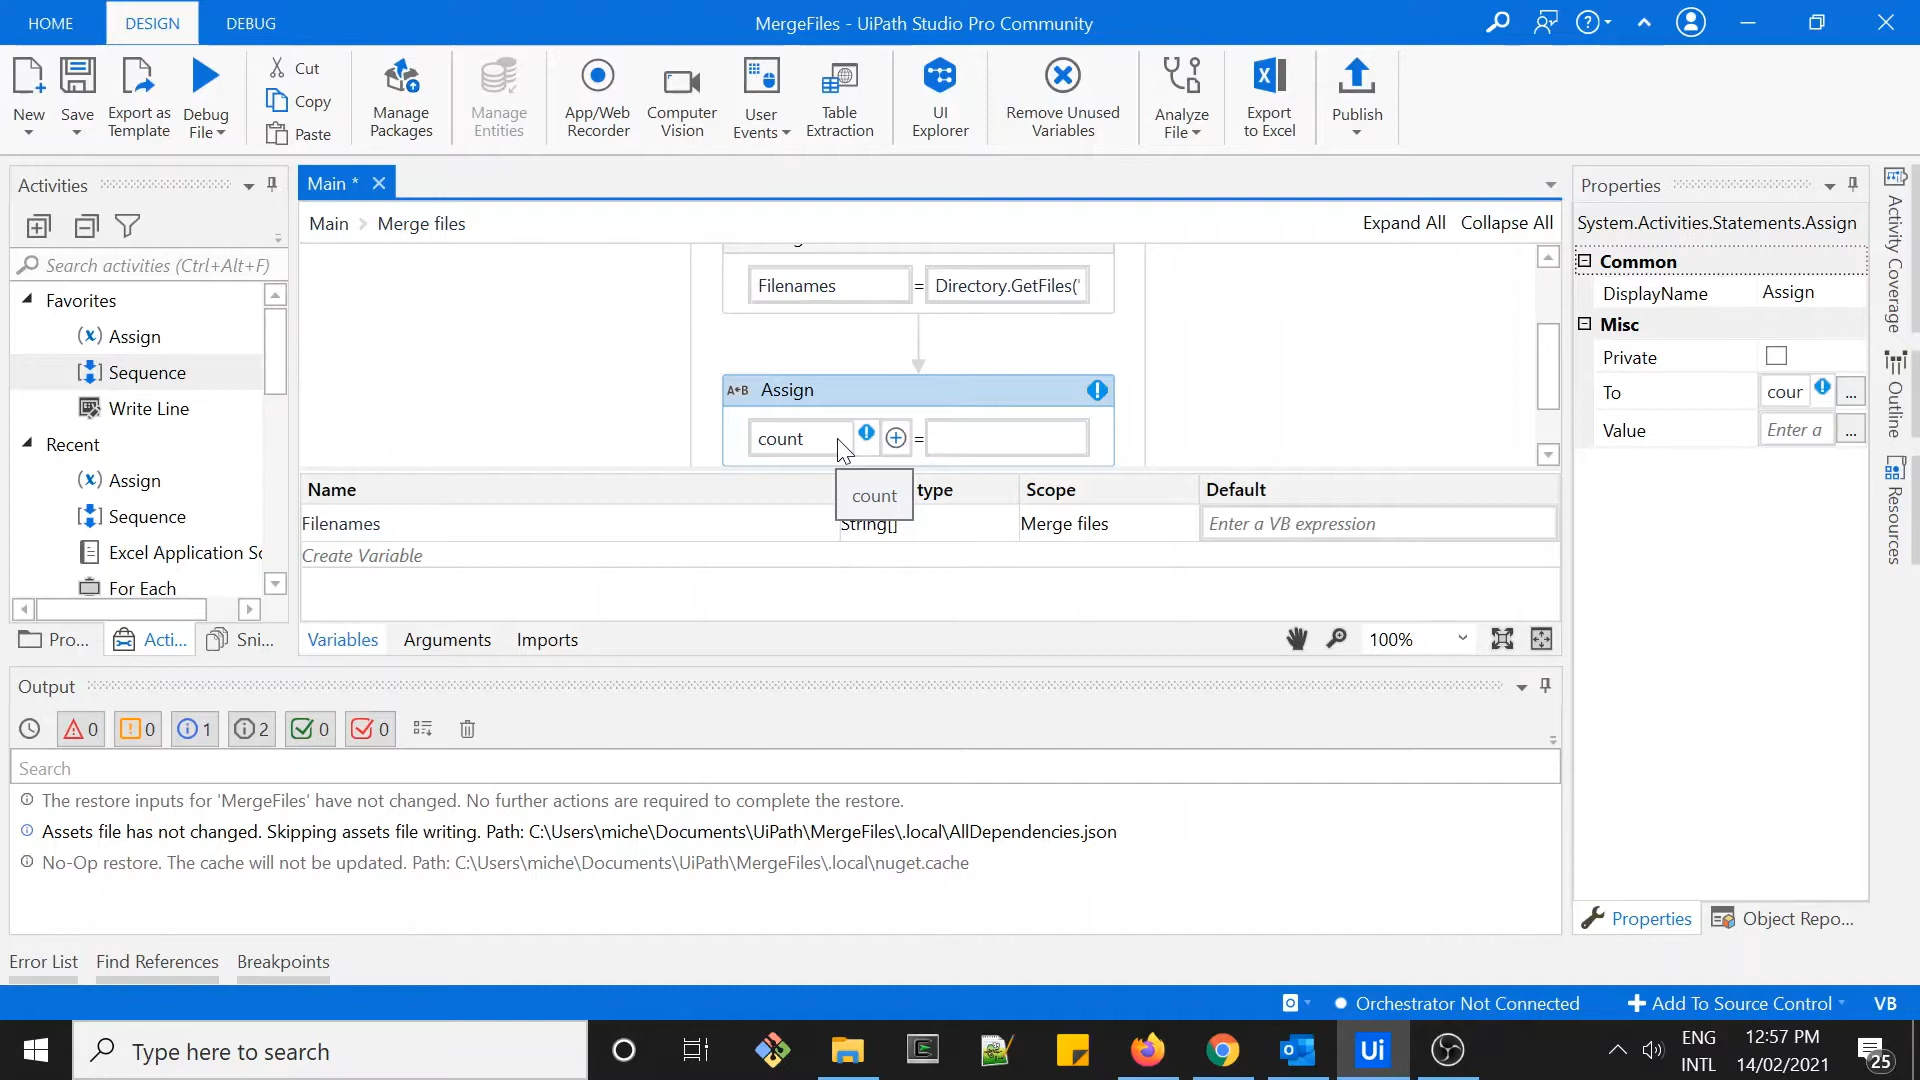 HOME
DESIGN
DEBUG
MergeFiles - UiPath Studio Pro Community
New
Save
Export as Template
Debug File
Cut
Copy
Paste
Manage Packages
Manage Entities
App/Web Recorder
Computer Vision
User Events
Table Extraction
UI Explorer
Remove Unused Variables
Analyze File
Export to Excel
Publish
Activities
Search activities (Ctrl+Alt+F)
Favorites
Assign
Sequence
Write Line
Recent
Assign
Sequence
Excel Application Sc
For Each
Pro...
Acti...
Sni...
Main *
Main > Merge files
Expand All Collapse All
Filenames = Directory.GetFiles("
A+B Assign
count =
count
Name type Scope Default
Filenames String[] Merge files Enter a VB expression
Create Variable
Variables Arguments Imports
100%
Properties
System.Activities.Statements.Assign
Common
DisplayName Assign
Misc
Private
To cour ...
Value Enter a ...
Properties
Object Repo...
Activity Coverage
Outline
Resources
Output
0 0 1 2 0 0
Search
The restore inputs for 'MergeFiles' have not changed. No further actions are required to complete the restore.
Assets file has not changed. Skipping assets file writing. Path: C:\Users\miche\Documents\UiPath\MergeFiles\.local\AllDependencies.json
No-Op restore. The cache will not be updated. Path: C:\Users\miche\Documents\UiPath\MergeFiles\.local\nuget.cache
Error List Find References Breakpoints
Orchestrator Not Connected
Add To Source Control
VB
Type here to search
Ui
ENG
INTL
12:57 PM
14/02/2021
25